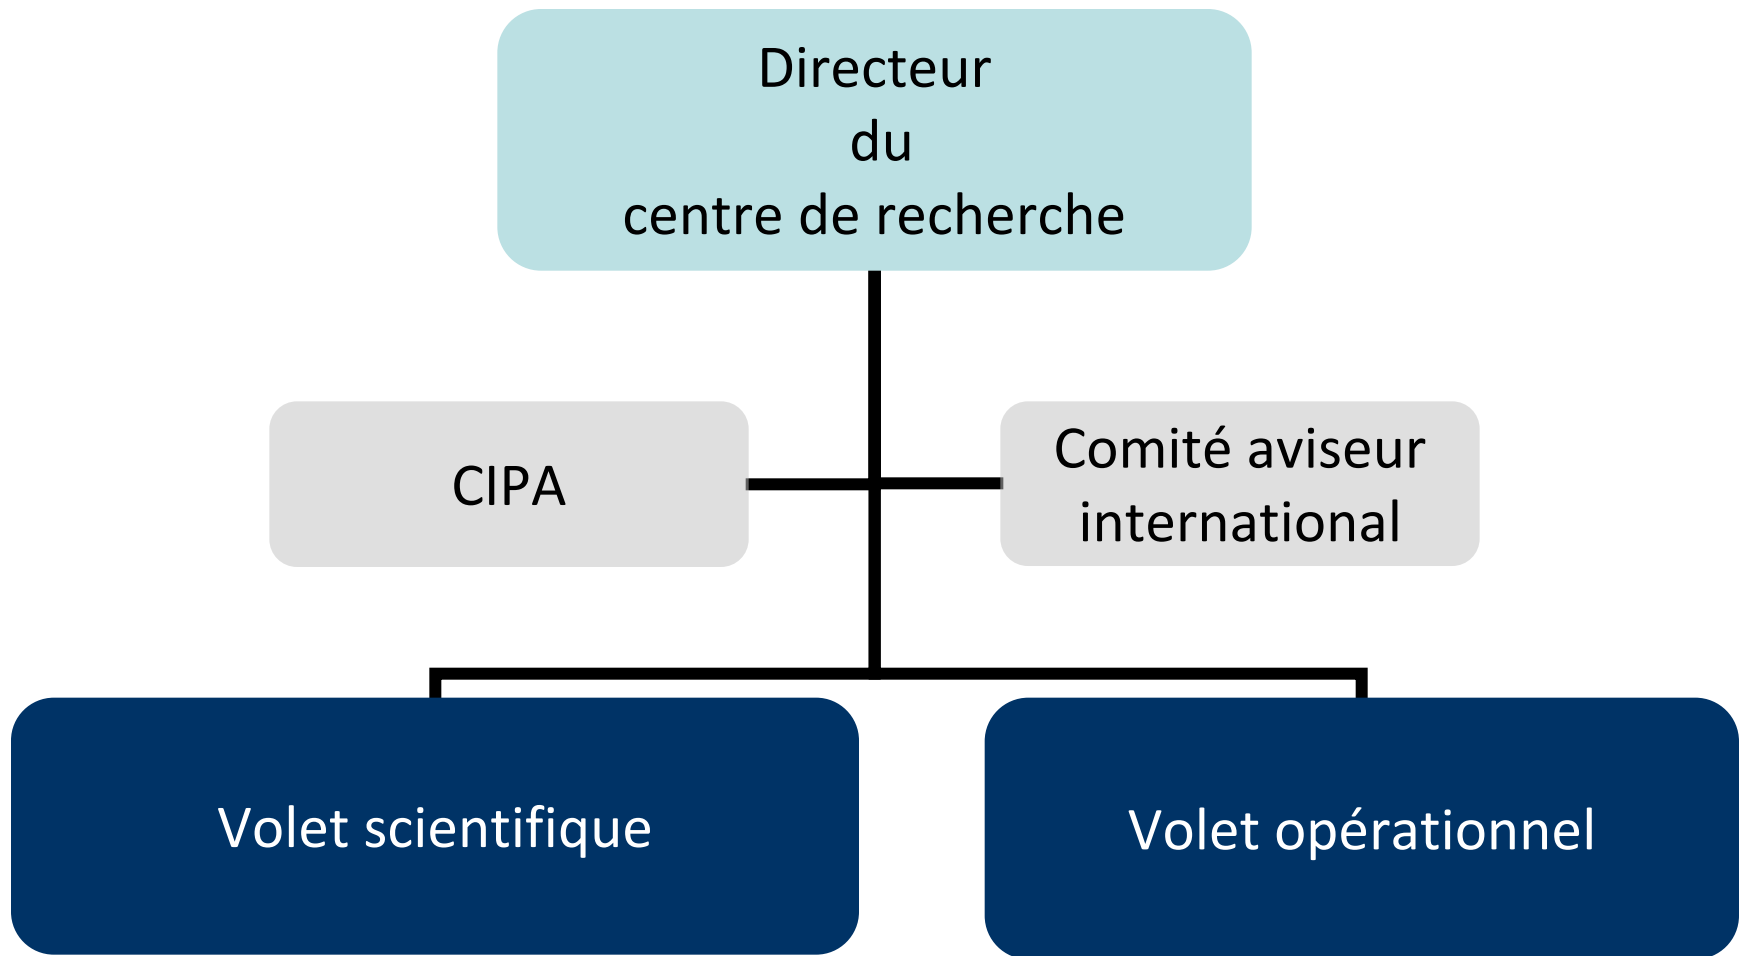 Directeur
du
centre de recherche
CIPA
Comité aviseur
international
Volet scientifique
Volet opérationnel